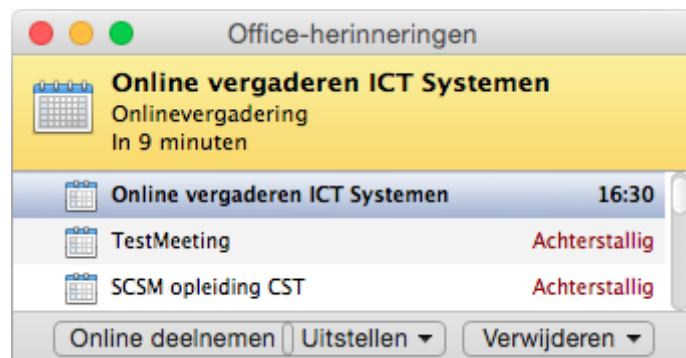 Office-herinneringen
Online vergaderen ICT Systemen
Onlinevergadering
In 9 minuten
Online vergaderen ICT Systemen 16:30
TestMeeting Achterstallig
SCSM opleiding CST Achterstallig
Online deelnemen Uitstellen Verwijderen